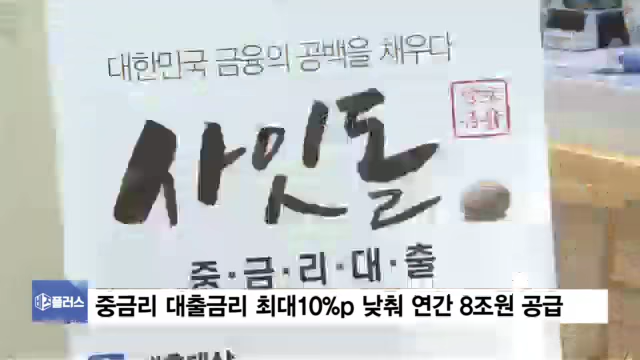 대한민국 금융의 공백을 채우다
사잇돌
중·금·리·대·출
플러스
중금리 대출금리 최대10%p 낮춰 연간 8조원 공급